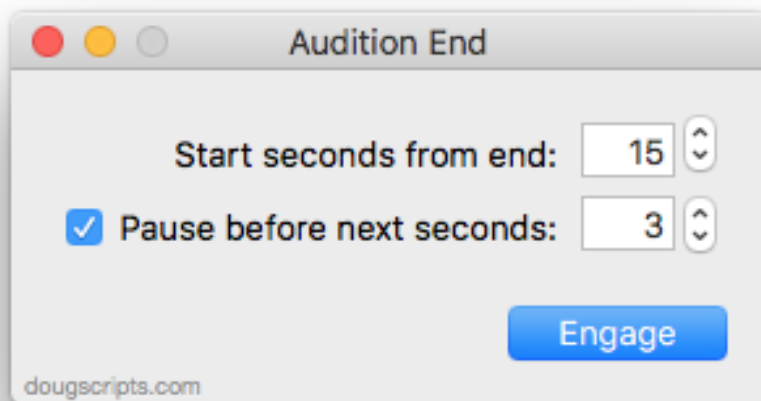 Audition End
Start seconds from end: 15
Pause before next seconds: 3
Engage
dougscripts.com